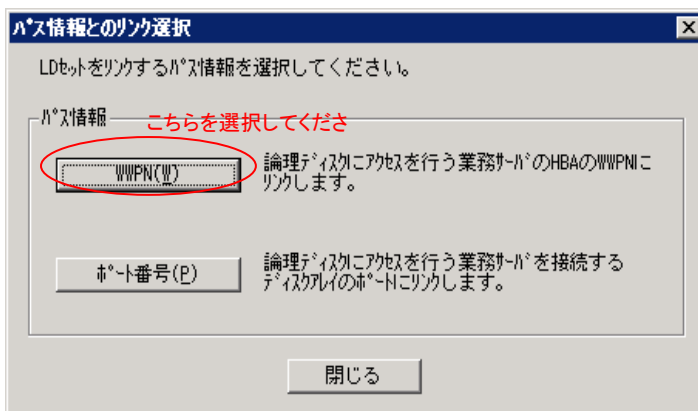 パス情報とのリンク選択
LDセットをリンクするパス情報を選択してください。
パス情報
こちらを選択してくださ
WWPN(W)
論理ディスクにアクセスを行う業務サーバのHBAのWWPNに
リンクします。
ポート番号(P)
論理ディスクにアクセスを行う業務サーバを接続する
ディスクアレイのポートにリンクします。
閉じる